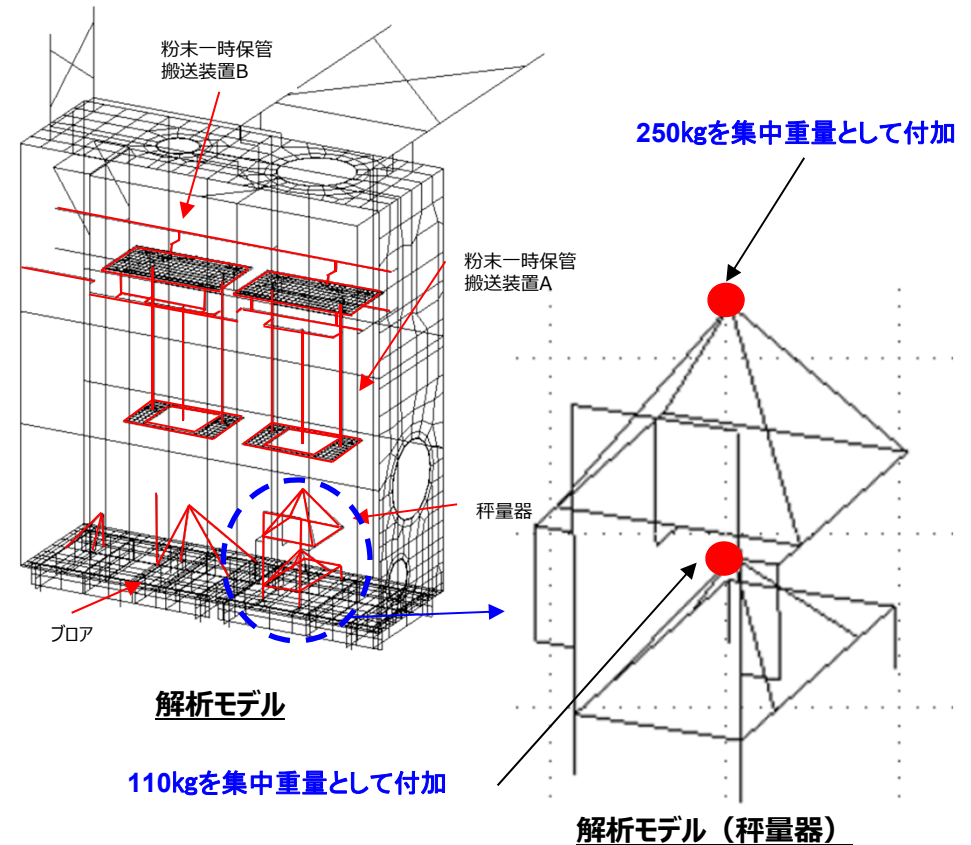 粉末一時保管
搬送装置B
250kgを集中重量として付加
粉末一時保管
搬送装置A
秤量器
ブロア
解析モデル
110kgを集中重量として付加
解析モデル（秤量器）